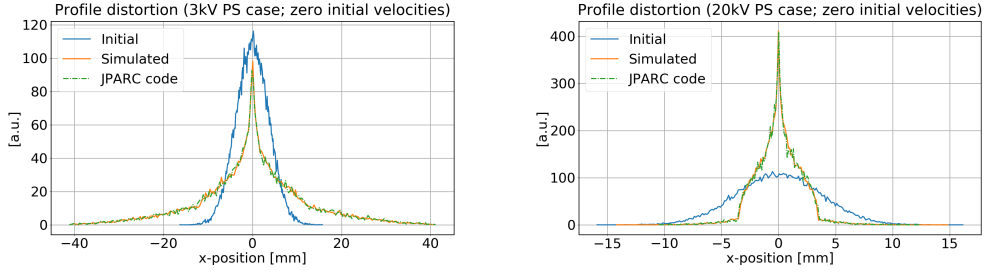 Profile distortion (3kV PS case; zero initial velocities)
120
100
80
60
40
20
0
[a.u.]
Initial
Simulated
JPARC code
−40 −20 0 20 40
x-position [mm]
Profile distortion (20kV PS case; zero initial velocities)
400
300
200
100
0
[a.u.]
Initial
Simulated
JPARC code
−15 −10 −5 0 5 10 15
x-position [mm]